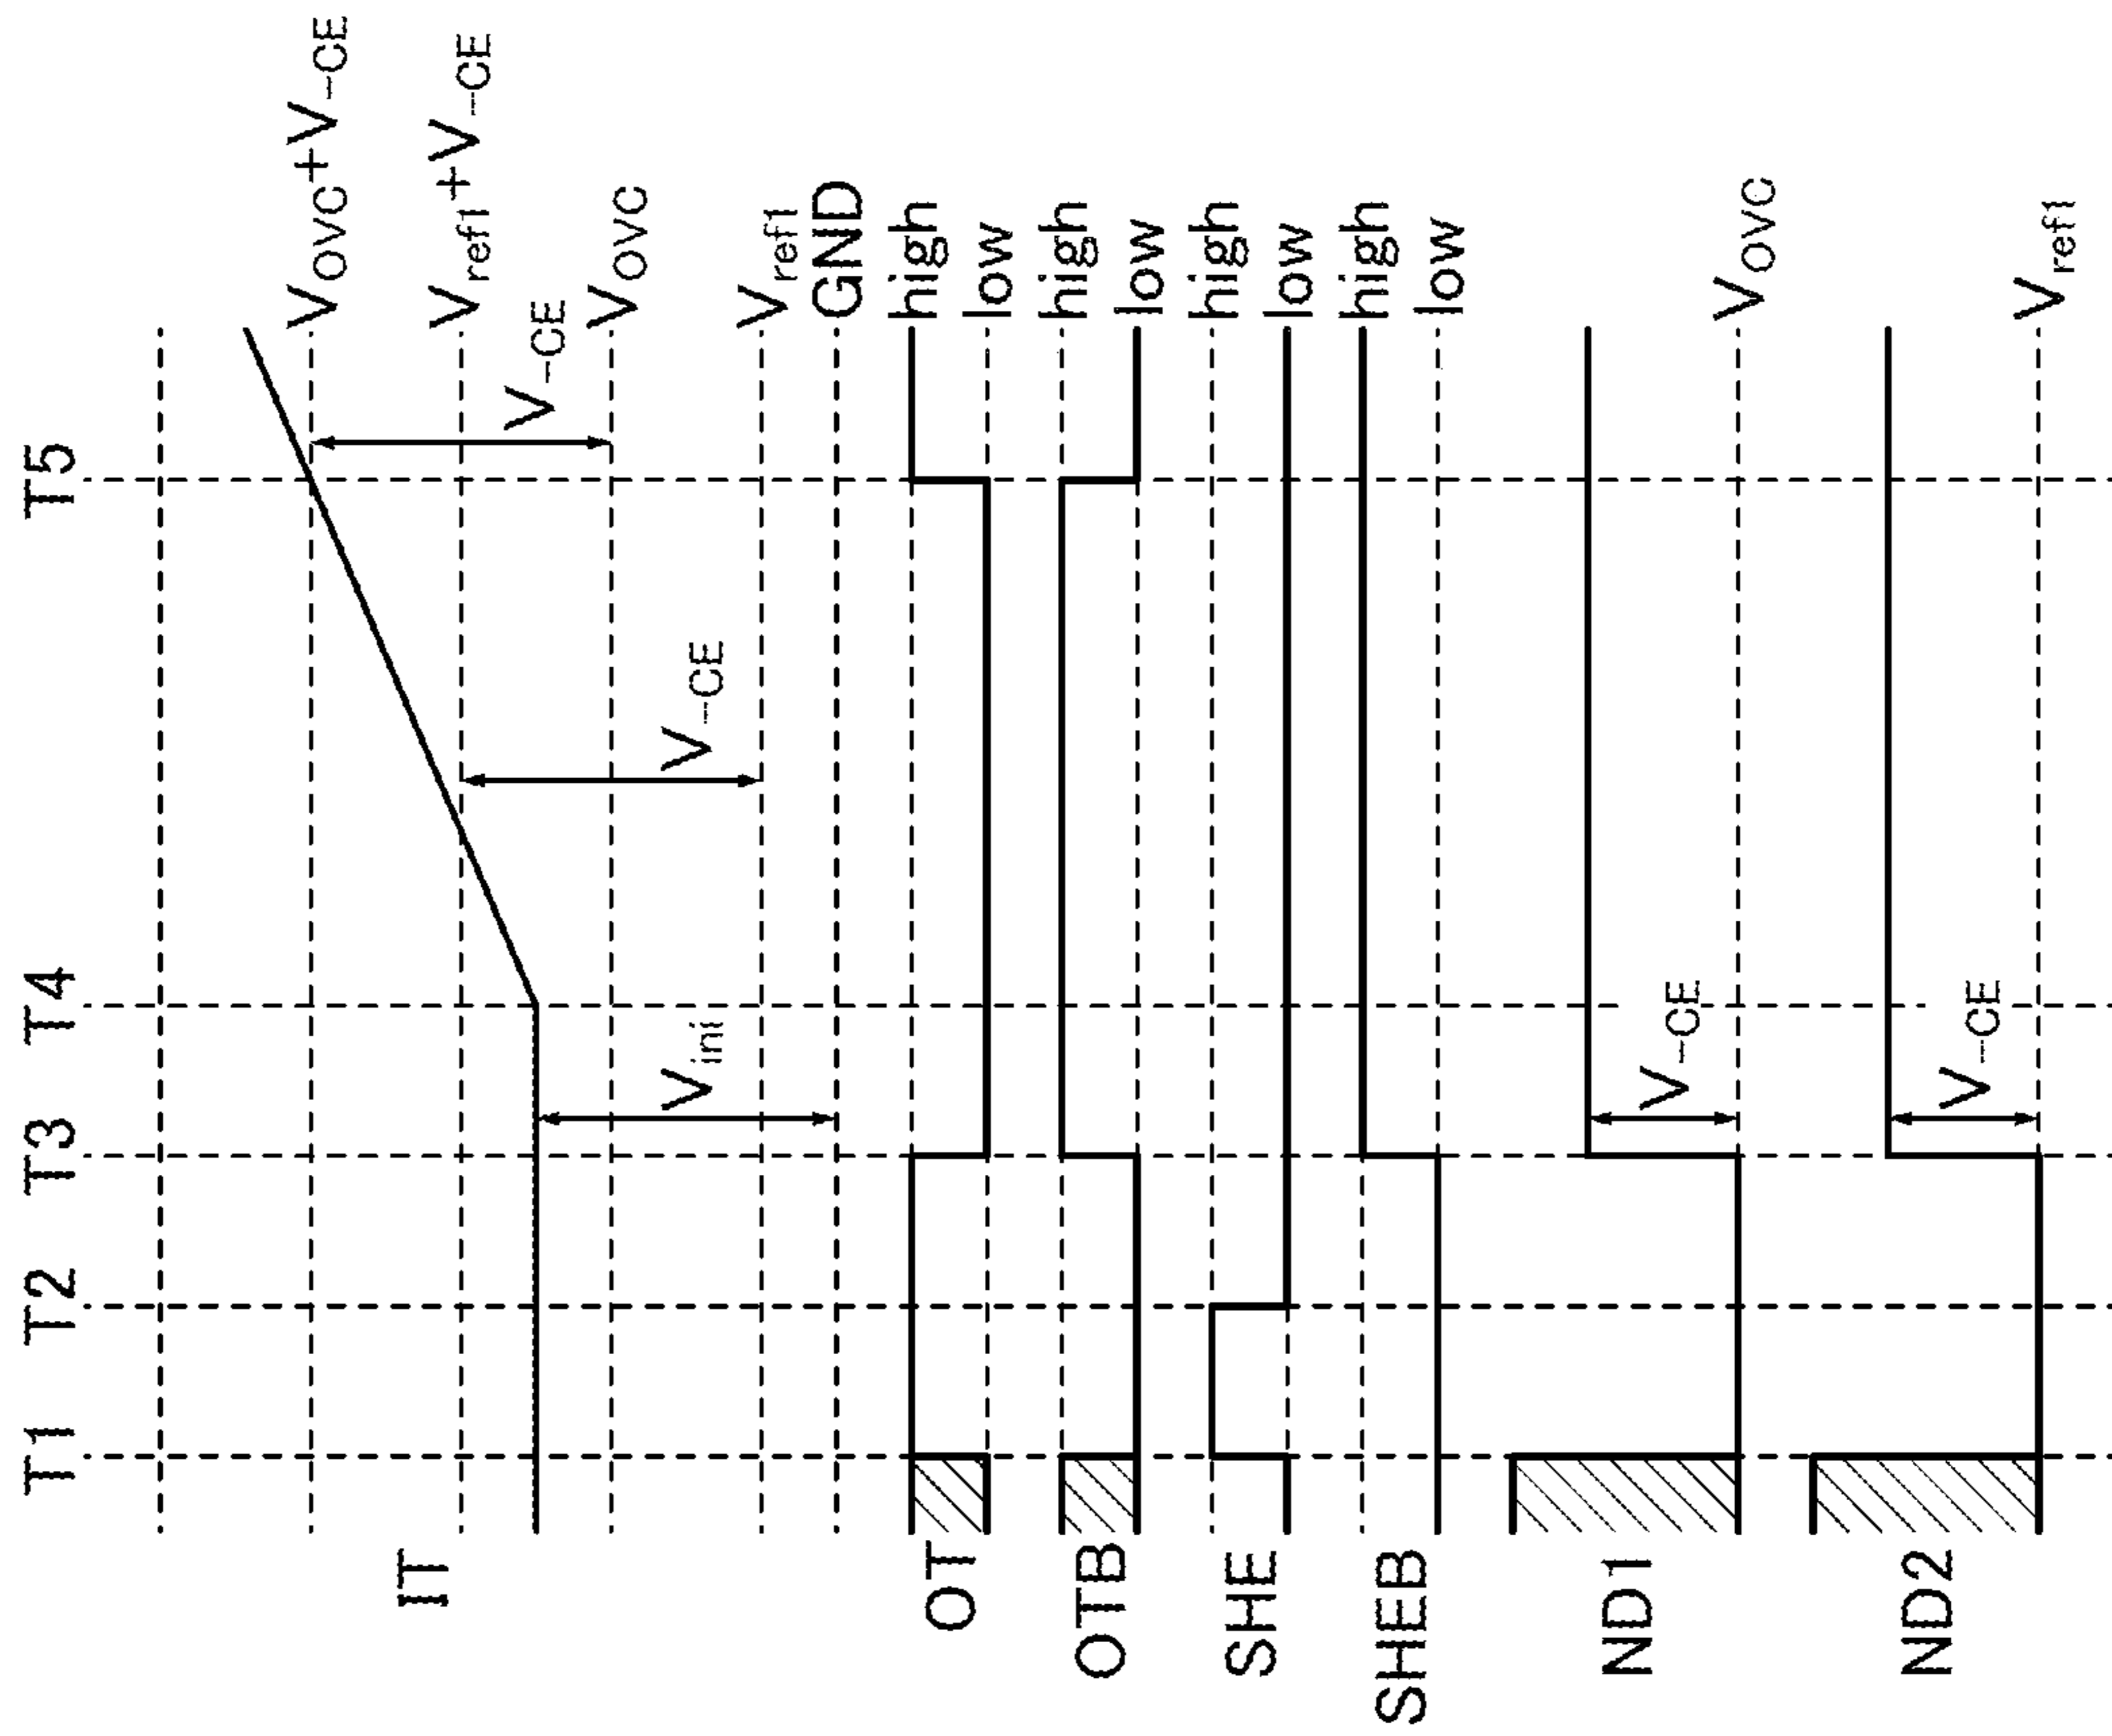 T1 T2 T3 T4 T5
IT
V_OVC+V_-CE
V_ref1+V_-CE
V_-CE
V_OVC
V_-CE
V_ini
V_ref1
GND
OT
high
low
OTB
high
low
SHE
high
low
SHEB
high
low
ND1
V_-CE
V_OVC
ND2
V_-CE
V_ref1